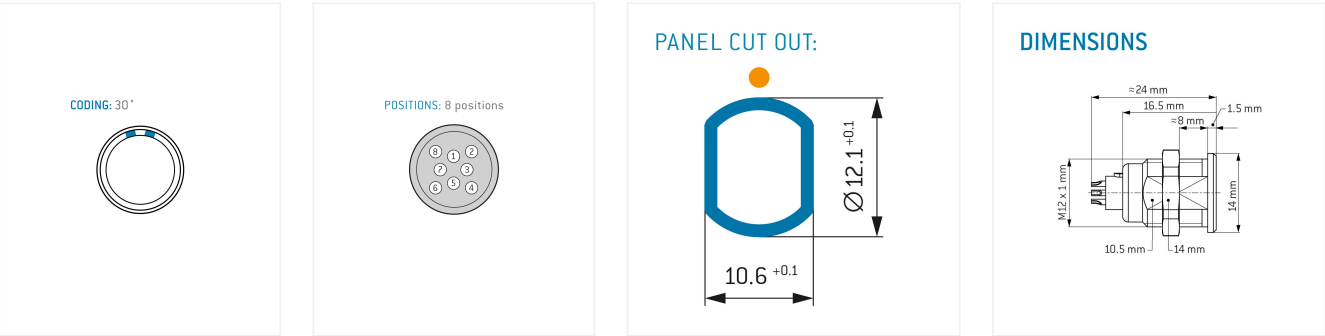 CODING: 30°
POSITIONS: 8 positions
8
1
2
7
3
6
5
4
PANEL CUT OUT:
Ø 12.1 +0.1
10.6 +0.1
DIMENSIONS
≈24 mm
16.5 mm
1.5 mm
≈8 mm
M12 x 1 mm
14 mm
10.5 mm
14 mm